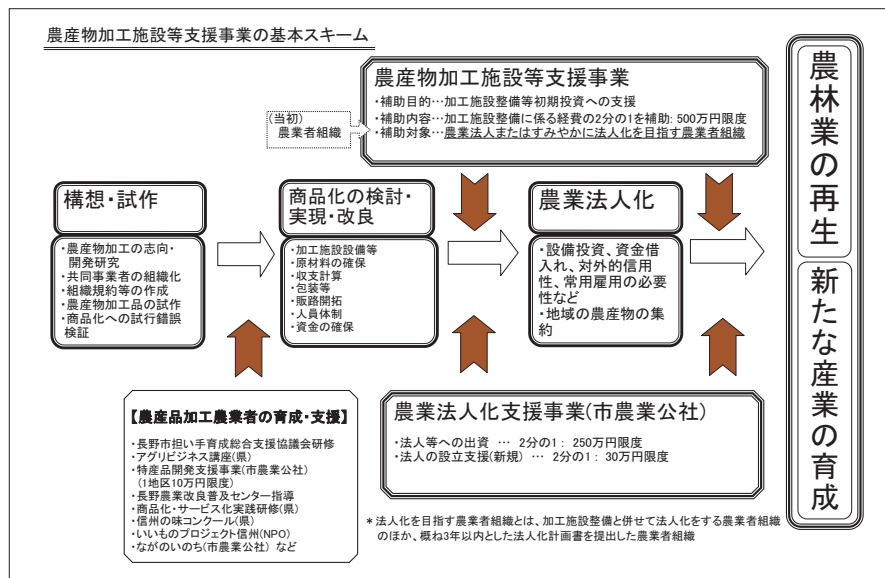 農産物加工施設等支援事業の基本スキーム
農産物加工施設等支援事業
・補助目的…加工施設整備等初期投資への支援
・補助内容…加工施設整備に係る経費の2分の1を補助: 500万円限度
・補助対象…農業法人またはすみやかに法人化を目指す農業者組織
(当初)
農業者組織
構想・試作
・農産物加工の志向・
開発研究
・共同事業者の組織化
・組織規約等の作成
・農産物加工品の試作
・商品化への試行錯誤
検証
商品化の検討・
実現・改良
・加工施設設備等
・原材料の確保
・収支計算
・包装等
・販路開拓
・人員体制
・資金の確保
農業法人化
・設備投資、資金借
入れ、対外的信用
性、常用雇用の必要
性など
・地域の農産物の集
約
農林業の再生
新たな産業の育成
【農産品加工農業者の育成・支援】
・長野市担い手育成総合支援協議会研修
・アグリビジネス講座(県)
・特産品開発支援事業(市農業公社)
(1地区10万円限度)
・長野農業改良普及センター指導
・商品化・サービス化実践研修(県)
・信州の味コンクール(県)
・いいものプロジェクト信州(NPO)
・ながのいのち(市農業公社) など
農業法人化支援事業(市農業公社)
・法人等への出資 … 2分の1: 250万円限度
・法人の設立支援(新規) … 2分の1: 30万円限度
*法人化を目指す農業者組織とは、加工施設整備と併せて法人化をする農業者組織
のほか、概ね3年以内とした法人化計画書を提出した農業者組織